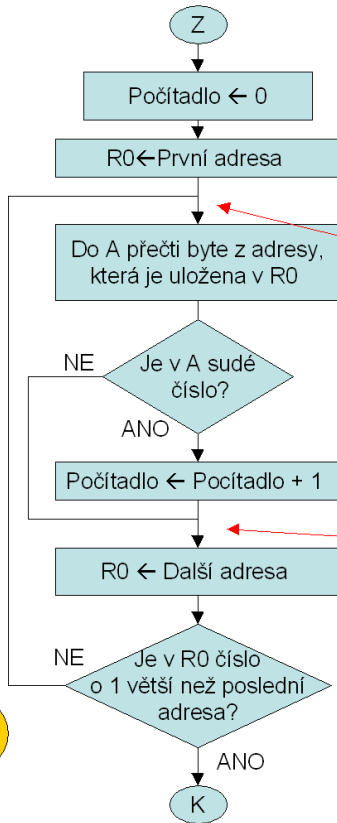 Z
Počítadlo ← 0
R0←První adresa
Do A přečti byte z adresy,
která je uložena v R0
NE
Je v A sudé
číslo?
ANO
Počítadlo ← Pocítadlo + 1
R0 ← Další adresa
NE
Je v R0 číslo
o 1 větší než poslední
adresa?
ANO
K